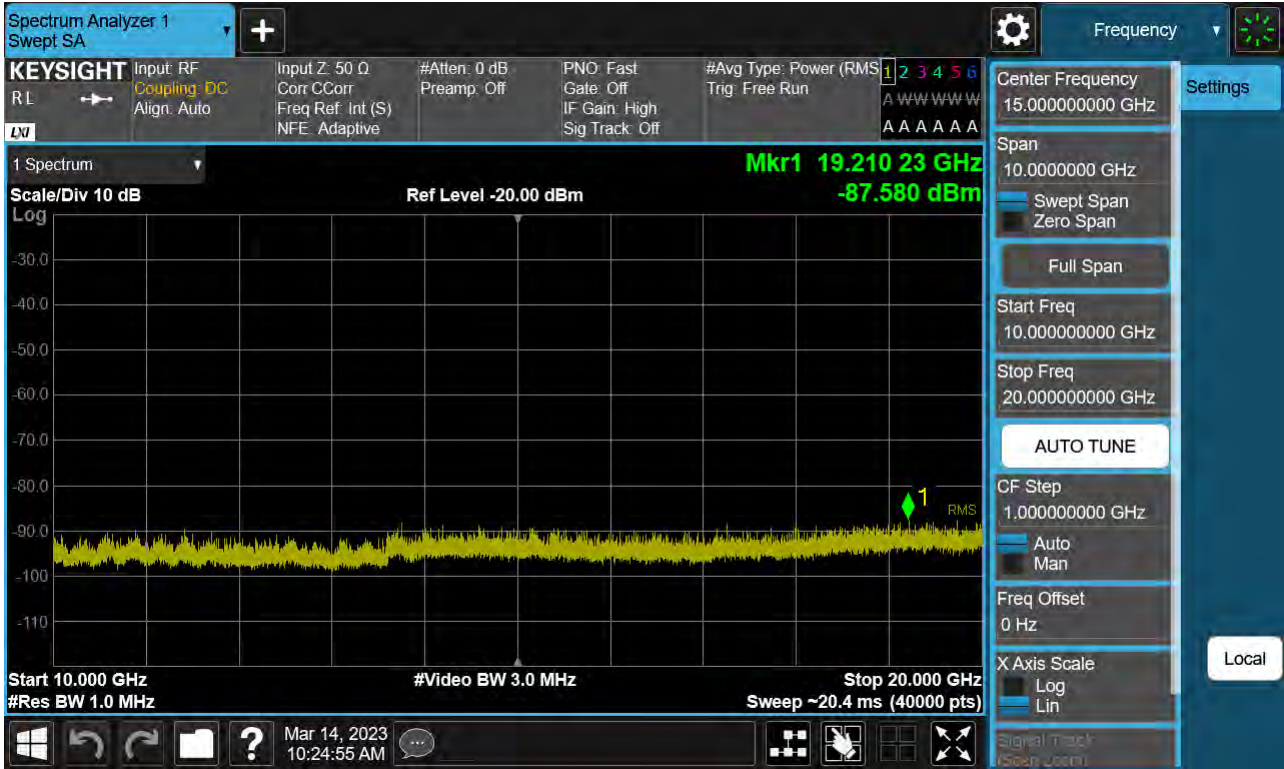 Spectrum Analyzer 1
Swept SA
+
Frequency
KEYSIGHT
R L
LXI
Input: RF
Coupling: DC
Align: Auto
Input Z: 50 Ω
Corr CCorr
Freq Ref: Int (S)
NFE: Adaptive
#Atten: 0 dB
Preamp: Off
PNO: Fast
Gate: Off
IF Gain: High
Sig Track: Off
#Avg Type: Power (RMS
Trig: Free Run
1 2 3 4 5 6
A W W W W W
A A A A A A
1 Spectrum
Scale/Div 10 dB
Log
Ref Level -20.00 dBm
Mkr1 19.210 23 GHz
-87.580 dBm
-30.0
-40.0
-50.0
-60.0
-70.0
-80.0
-90.0
-100
-110
1
RMS
Start 10.000 GHz
#Res BW 1.0 MHz
#Video BW 3.0 MHz
Stop 20.000 GHz
Sweep ~20.4 ms (40000 pts)
Center Frequency
15.000000000 GHz
Span
10.0000000 GHz
Swept Span
Zero Span
Full Span
Start Freq
10.000000000 GHz
Stop Freq
20.000000000 GHz
AUTO TUNE
CF Step
1.000000000 GHz
Auto
Man
Freq Offset
0 Hz
X Axis Scale
Log
Lin
Signal Track
(Span Zoom)
Settings
Local
?
Mar 14, 2023
10:24:55 AM